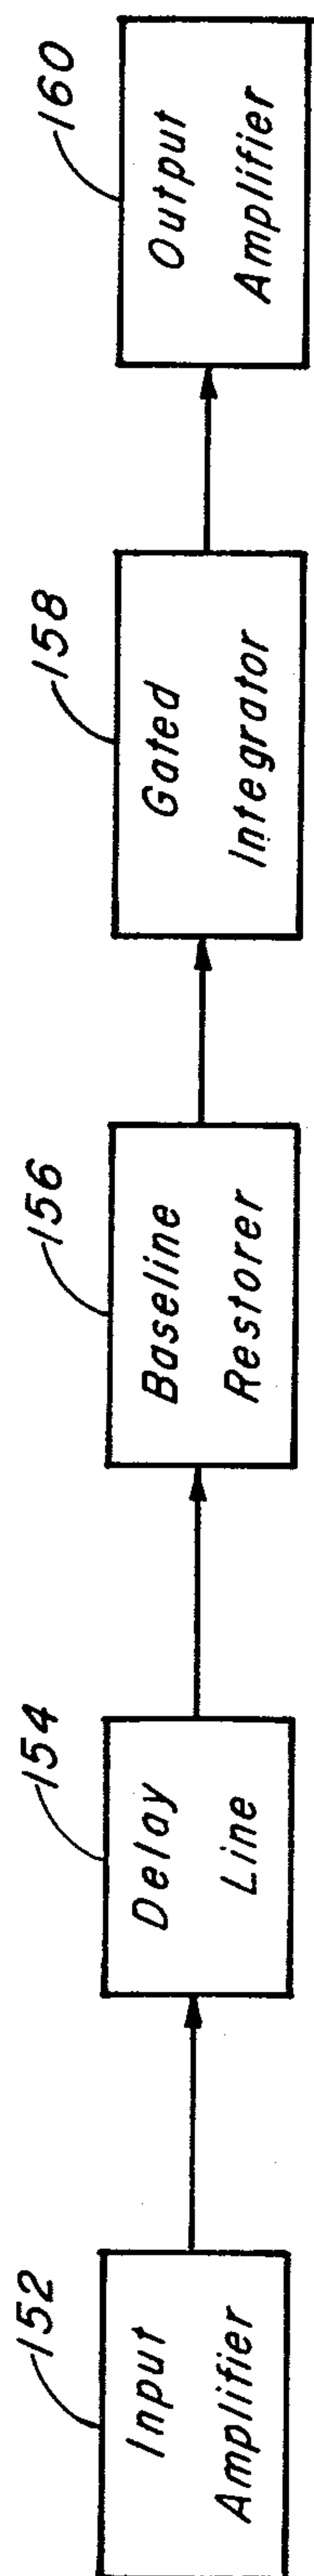 152
Input
Amplifier
154
Delay
Line
156
Baseline
Restorer
158
Gated
Integrator
160
Output
Amplifier